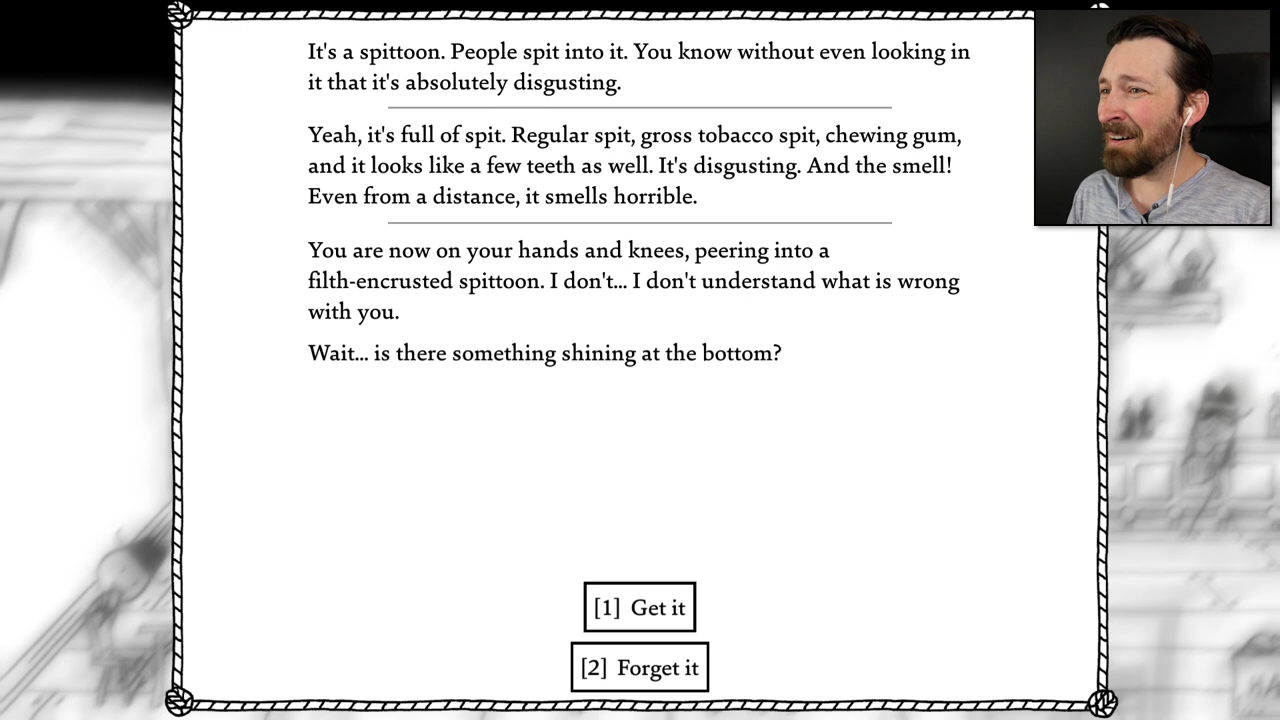 It's a spittoon. People spit into it. You know without even looking in
it that it's absolutely disgusting.
Yeah, it's full of spit. Regular spit, gross tobacco spit, chewing gum,
and it looks like a few teeth as well. It's disgusting. And the smell!
Even from a distance, it smells horrible.
You are now on your hands and knees, peering into a
filth-encrusted spittoon. I don't... I don't understand what is wrong
with you.
Wait... is there something shining at the bottom?
[1] Get it
[2] Forget it